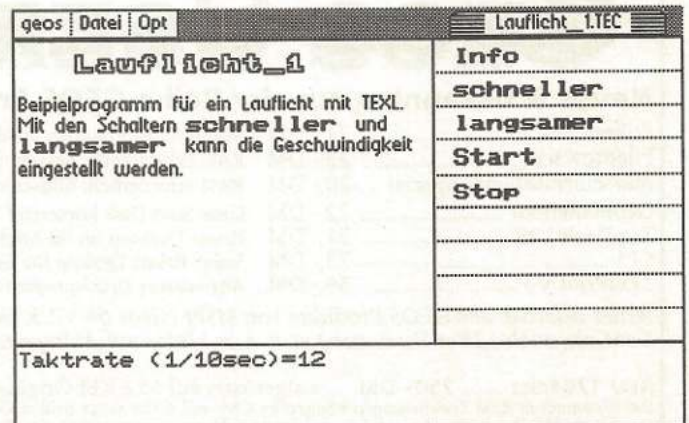 geos Datei Opt
Lauflicht_1.TEC
Lauflicht_1
Beipielprogramm für ein Lauflicht mit TEXL.
Mit den Schaltern schneller und
langsamer kann die Geschwindigkeit
eingestellt werden.
Info
schneller
langsamer
Start
Stop
Taktrate (1/10sec)=12